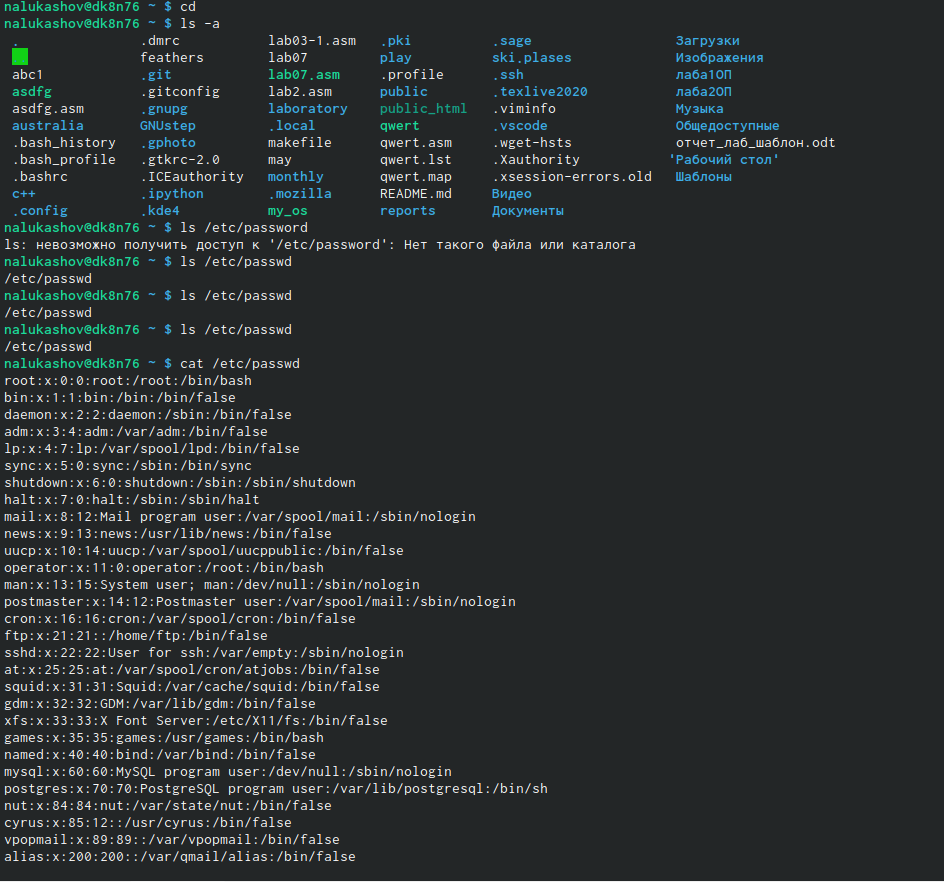 nalukashov@dk8n76 ~ $ cd
nalukashov@dk8n76 ~ $ ls -a
. .dmrc lab03-1.asm .pki .sage Загрузки
feathers lab07 play ski.plases Изображения
abc1 .git lab07.asm .profile .ssh лаба1ОП
asdfg .gitconfig lab2.asm public .texlive2020 лаба2ОП
asdfg.asm .gnupg laboratory public_html .viminfo Музыка
australia GNUstep .local qwert .vscode Общедоступные
.bash_history .gphoto makefile qwert.asm .wget-hsts отчет_лаб_шаблон.odt
.bash_profile .gtkrc-2.0 may qwert.lst .Xauthority 'Рабочий стол'
.bashrc .ICEauthority monthly qwert.map .xsession-errors.old Шаблоны
c++ .ipython .mozilla README.md Видео
.config .kde4 my_os reports Документы
nalukashov@dk8n76 ~ $ ls /etc/password
ls: невозможно получить доступ к '/etc/password': Нет такого файла или каталога
nalukashov@dk8n76 ~ $ ls /etc/passwd
/etc/passwd
nalukashov@dk8n76 ~ $ ls /etc/passwd
/etc/passwd
nalukashov@dk8n76 ~ $ ls /etc/passwd
/etc/passwd
nalukashov@dk8n76 ~ $ cat /etc/passwd
root:x:0:0:root:/root:/bin/bash
bin:x:1:1:bin:/bin:/bin/false
daemon:x:2:2:daemon:/sbin:/bin/false
adm:x:3:4:adm:/var/adm:/bin/false
lp:x:4:7:lp:/var/spool/lpd:/bin/false
sync:x:5:0:sync:/sbin:/bin/sync
shutdown:x:6:0:shutdown:/sbin:/sbin/shutdown
halt:x:7:0:halt:/sbin:/sbin/halt
mail:x:8:12:Mail program user:/var/spool/mail:/sbin/nologin
news:x:9:13:news:/usr/lib/news:/bin/false
uucp:x:10:14:uucp:/var/spool/uucppublic:/bin/false
operator:x:11:0:operator:/root:/bin/bash
man:x:13:15:System user; man:/dev/null:/sbin/nologin
postmaster:x:14:12:Postmaster user:/var/spool/mail:/sbin/nologin
cron:x:16:16:cron:/var/spool/cron:/bin/false
ftp:x:21:21::/home/ftp:/bin/false
sshd:x:22:22:User for ssh:/var/empty:/sbin/nologin
at:x:25:25:at:/var/spool/cron/atjobs:/bin/false
squid:x:31:31:Squid:/var/cache/squid:/bin/false
gdm:x:32:32:GDM:/var/lib/gdm:/bin/false
xfs:x:33:33:X Font Server:/etc/X11/fs:/bin/false
games:x:35:35:games:/usr/games:/bin/bash
named:x:40:40:bind:/var/bind:/bin/false
mysql:x:60:60:MySQL program user:/dev/null:/sbin/nologin
postgres:x:70:70:PostgreSQL program user:/var/lib/postgresql:/bin/sh
nut:x:84:84:nut:/var/state/nut:/bin/false
cyrus:x:85:12::/usr/cyrus:/bin/false
vpopmail:x:89:89::/var/vpopmail:/bin/false
alias:x:200:200::/var/qmail/alias:/bin/false